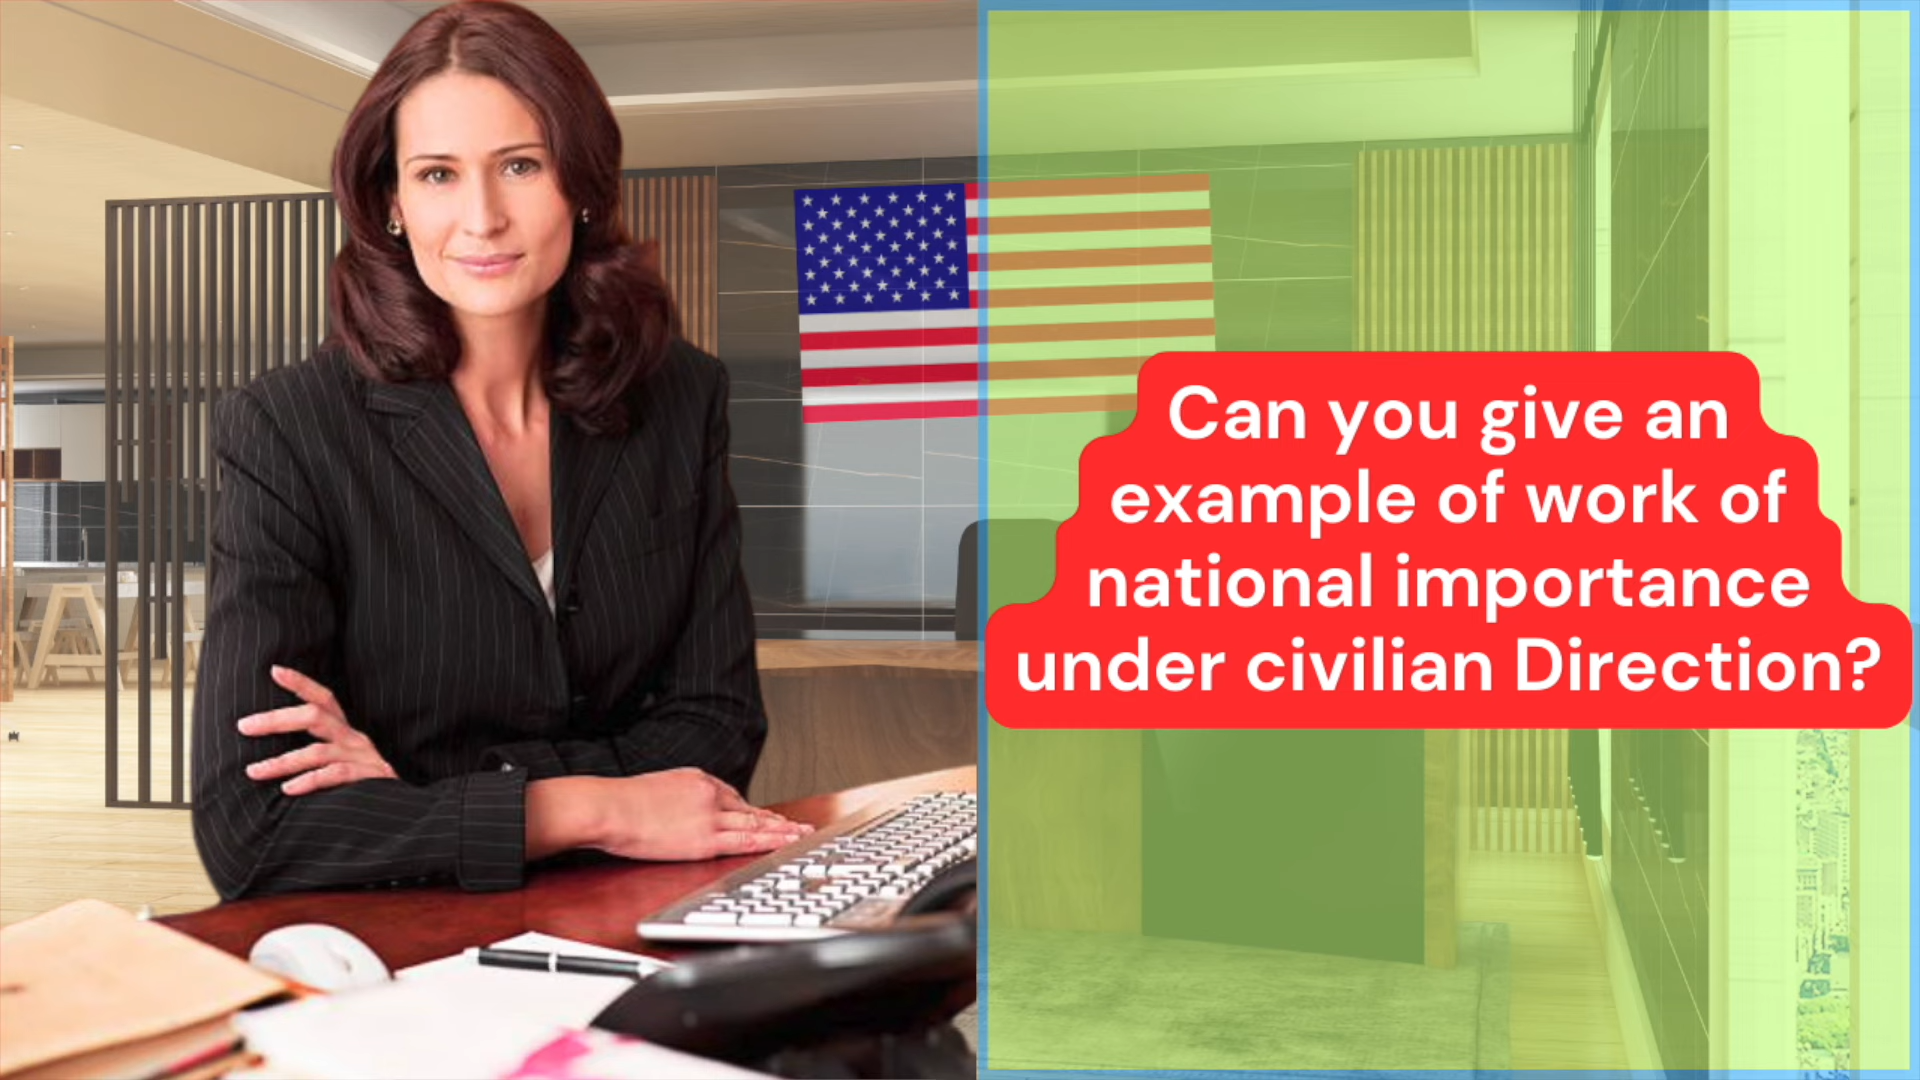 Can you give an
example of work of
national importance
under civilian Direction?